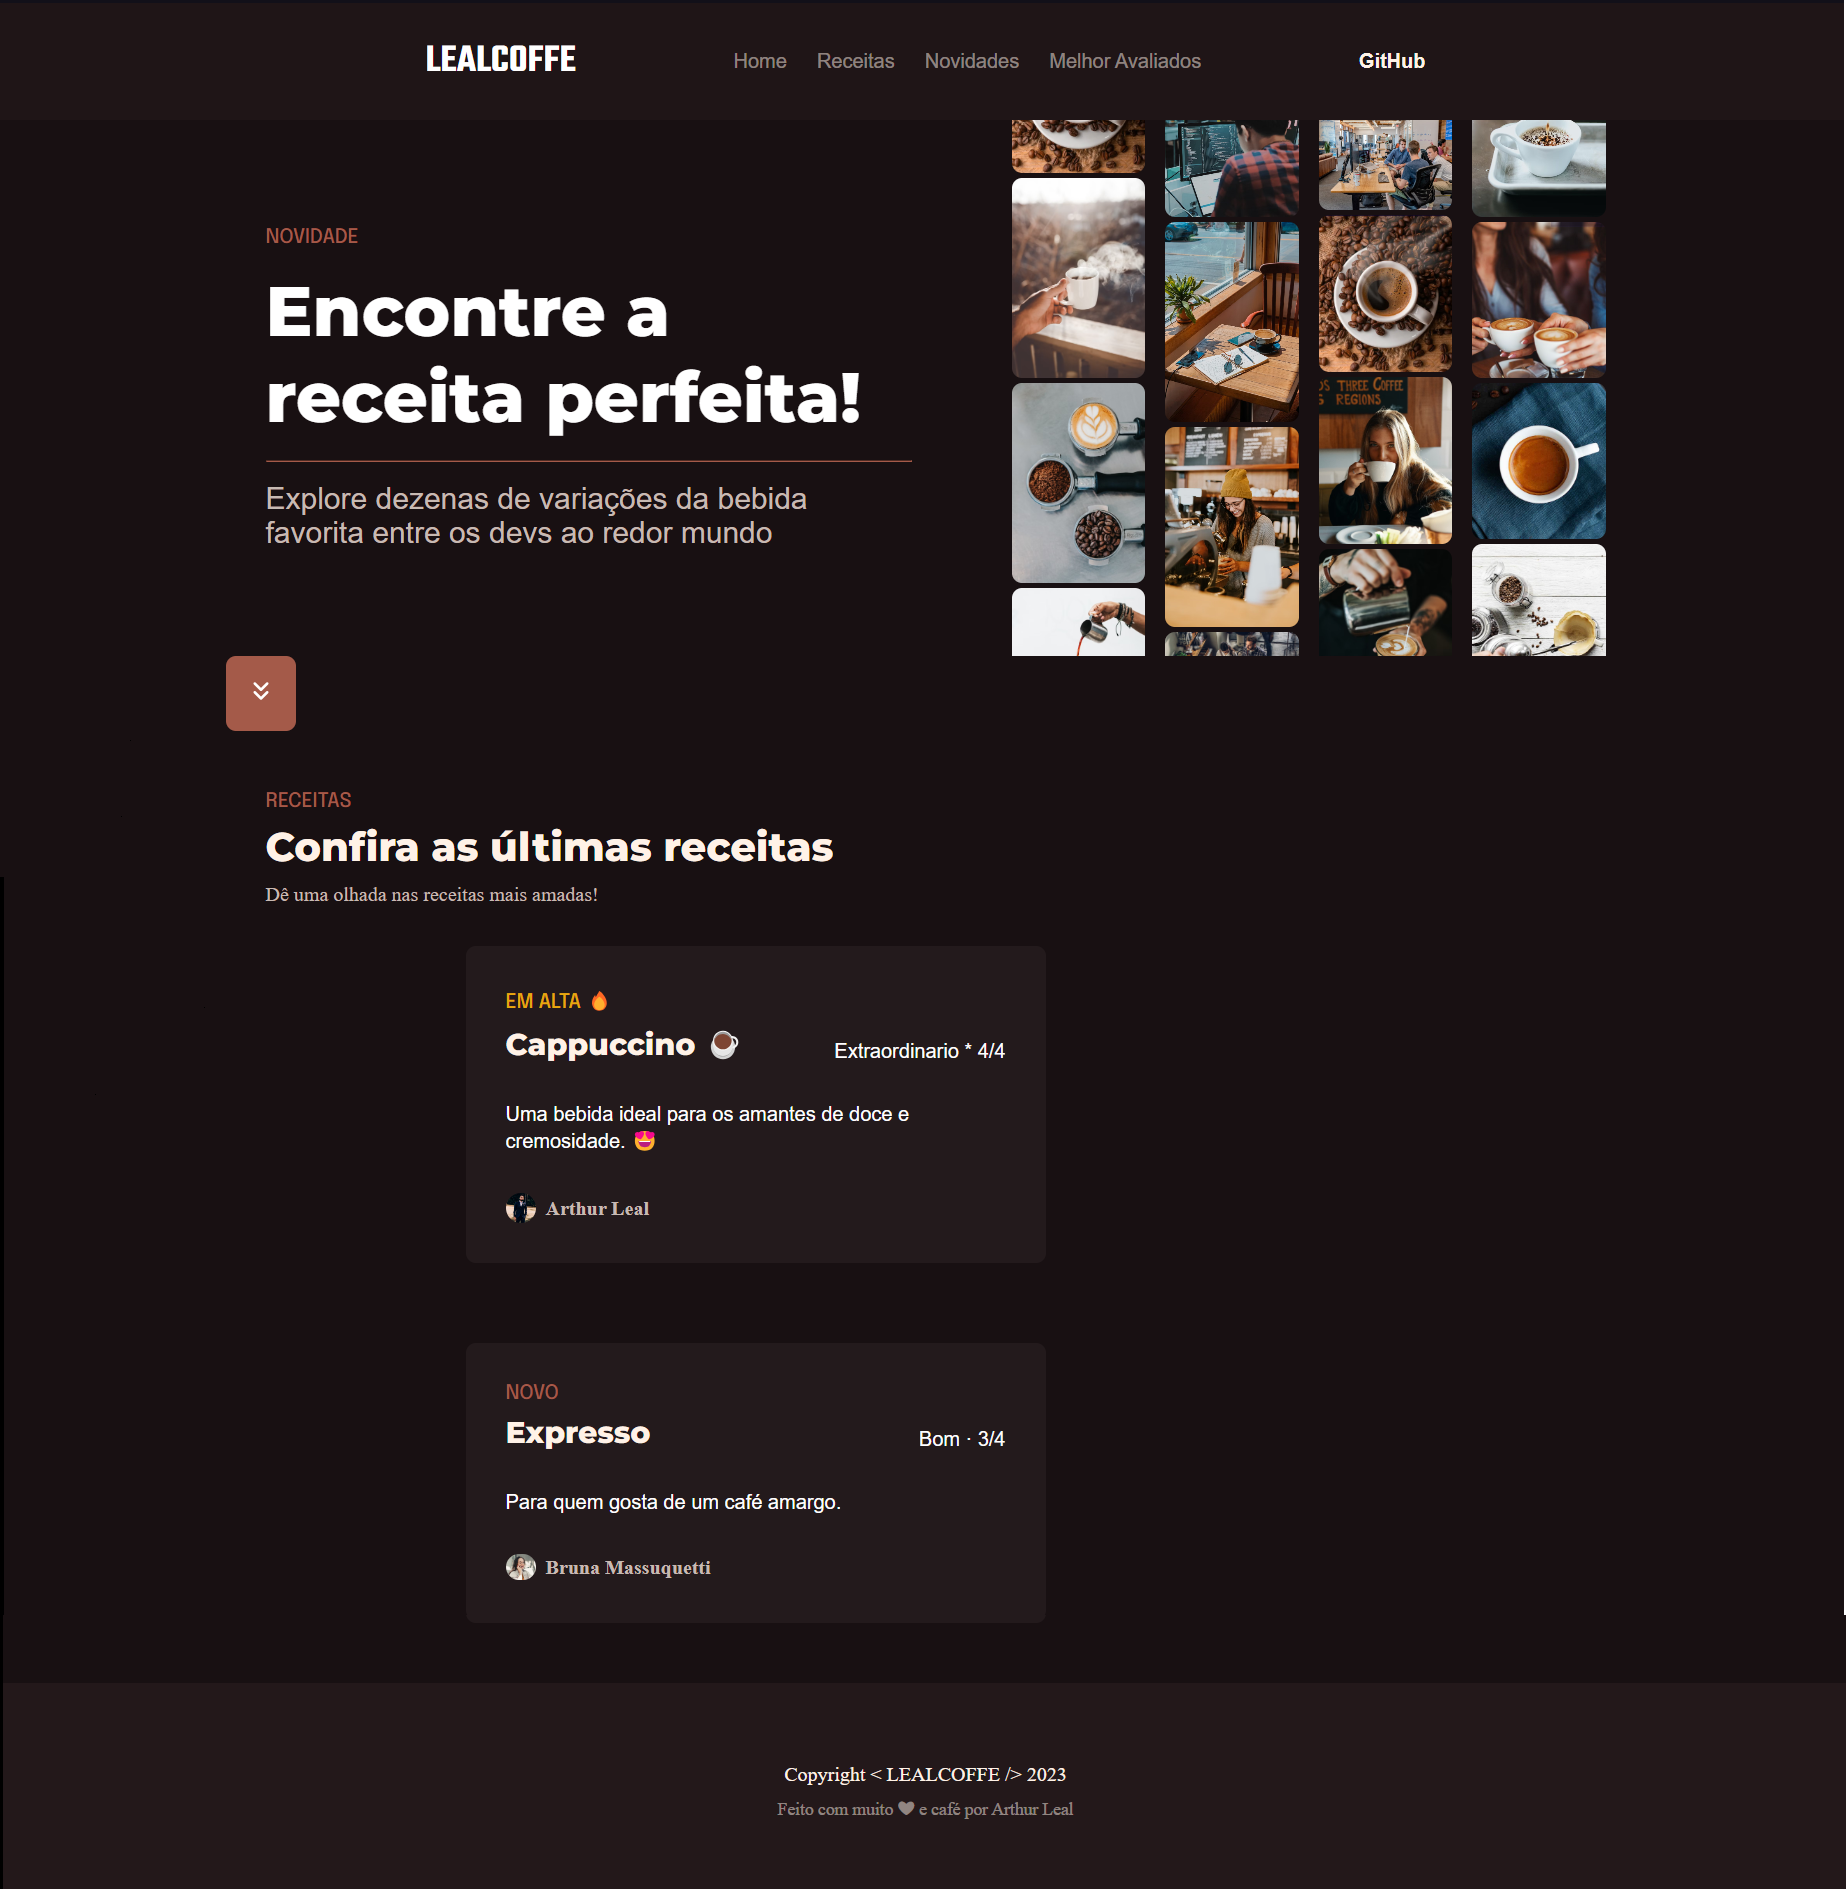 LEALCOFFE
Home Receitas Novidades Melhor Avaliados
GitHub
NOVIDADE
Encontre a
receita perfeita!
Explore dezenas de variações da bebida
favorita entre os devs ao redor mundo
THREE COFFEE
REGIONS
RECEITAS
Confira as últimas receitas
Dê uma olhada nas receitas mais amadas!
EM ALTA 🔥
Cappuccino ☕
Extraordinario * 4/4
Uma bebida ideal para os amantes de doce e
cremosidade. 🤩
Arthur Leal
NOVO
Expresso
Bom · 3/4
Para quem gosta de um café amargo.
Bruna Massuquetti
Copyright < LEALCOFFE /> 2023
Feito com muito ❤ e café por Arthur Leal